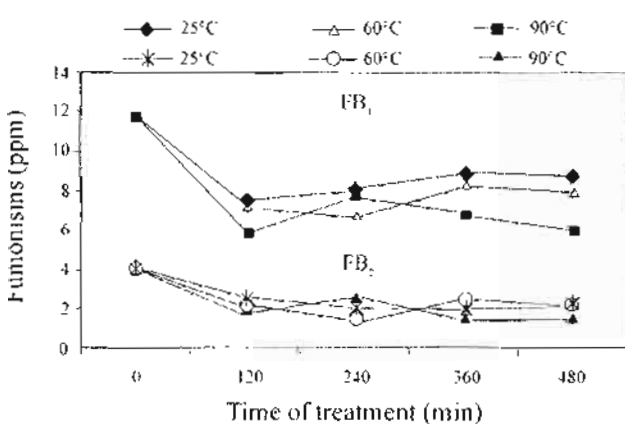 25°C 60°C 90°C
25°C 60°C 90°C
14
12
10
8
6
4
2
0
Fumonisins (ppm)
FB₁
FB₂
0 120 240 360 480
Time of treatment (min)